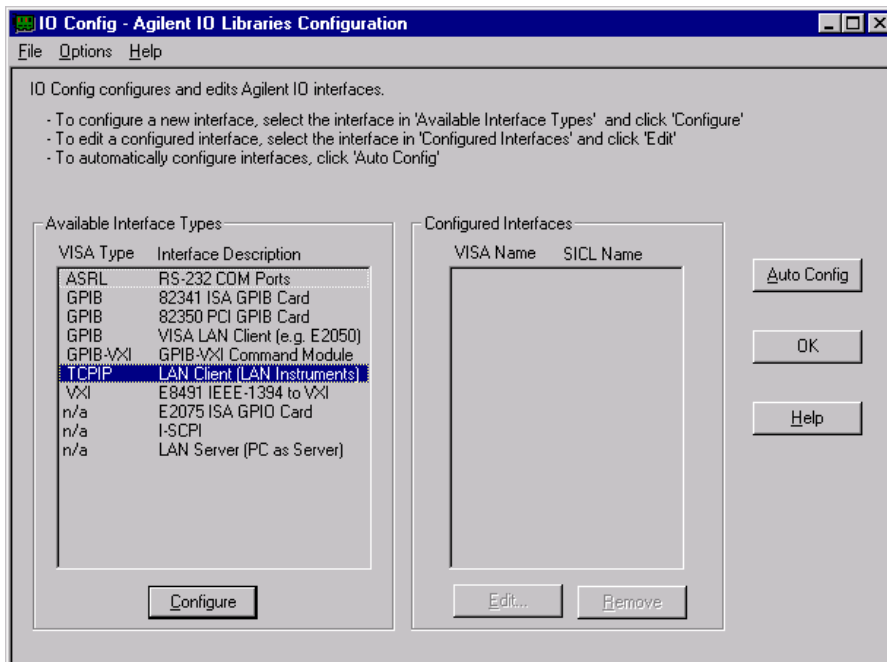 IO Config - Agilent IO Libraries Configuration
File Options Help
IO Config configures and edits Agilent IO interfaces.
- To configure a new interface, select the interface in 'Available Interface Types' and click 'Configure'
- To edit a configured interface, select the interface in 'Configured Interfaces' and click 'Edit'
- To automatically configure interfaces, click 'Auto Config'
Available Interface Types
VISA Type Interface Description
ASRL RS-232 COM Ports
GPIB 82341 ISA GPIB Card
GPIB 82350 PCI GPIB Card
GPIB VISA LAN Client (e.g. E2050)
GPIB-VXI GPIB-VXI Command Module
TCPIP LAN Client (LAN Instruments)
VXI E8491 IEEE-1394 to VXI
n/a E2075 ISA GPIO Card
n/a I-SCPI
n/a LAN Server (PC as Server)
Configure
Configured Interfaces
VISA Name SICL Name
Edit... Remove
Auto Config
OK
Help